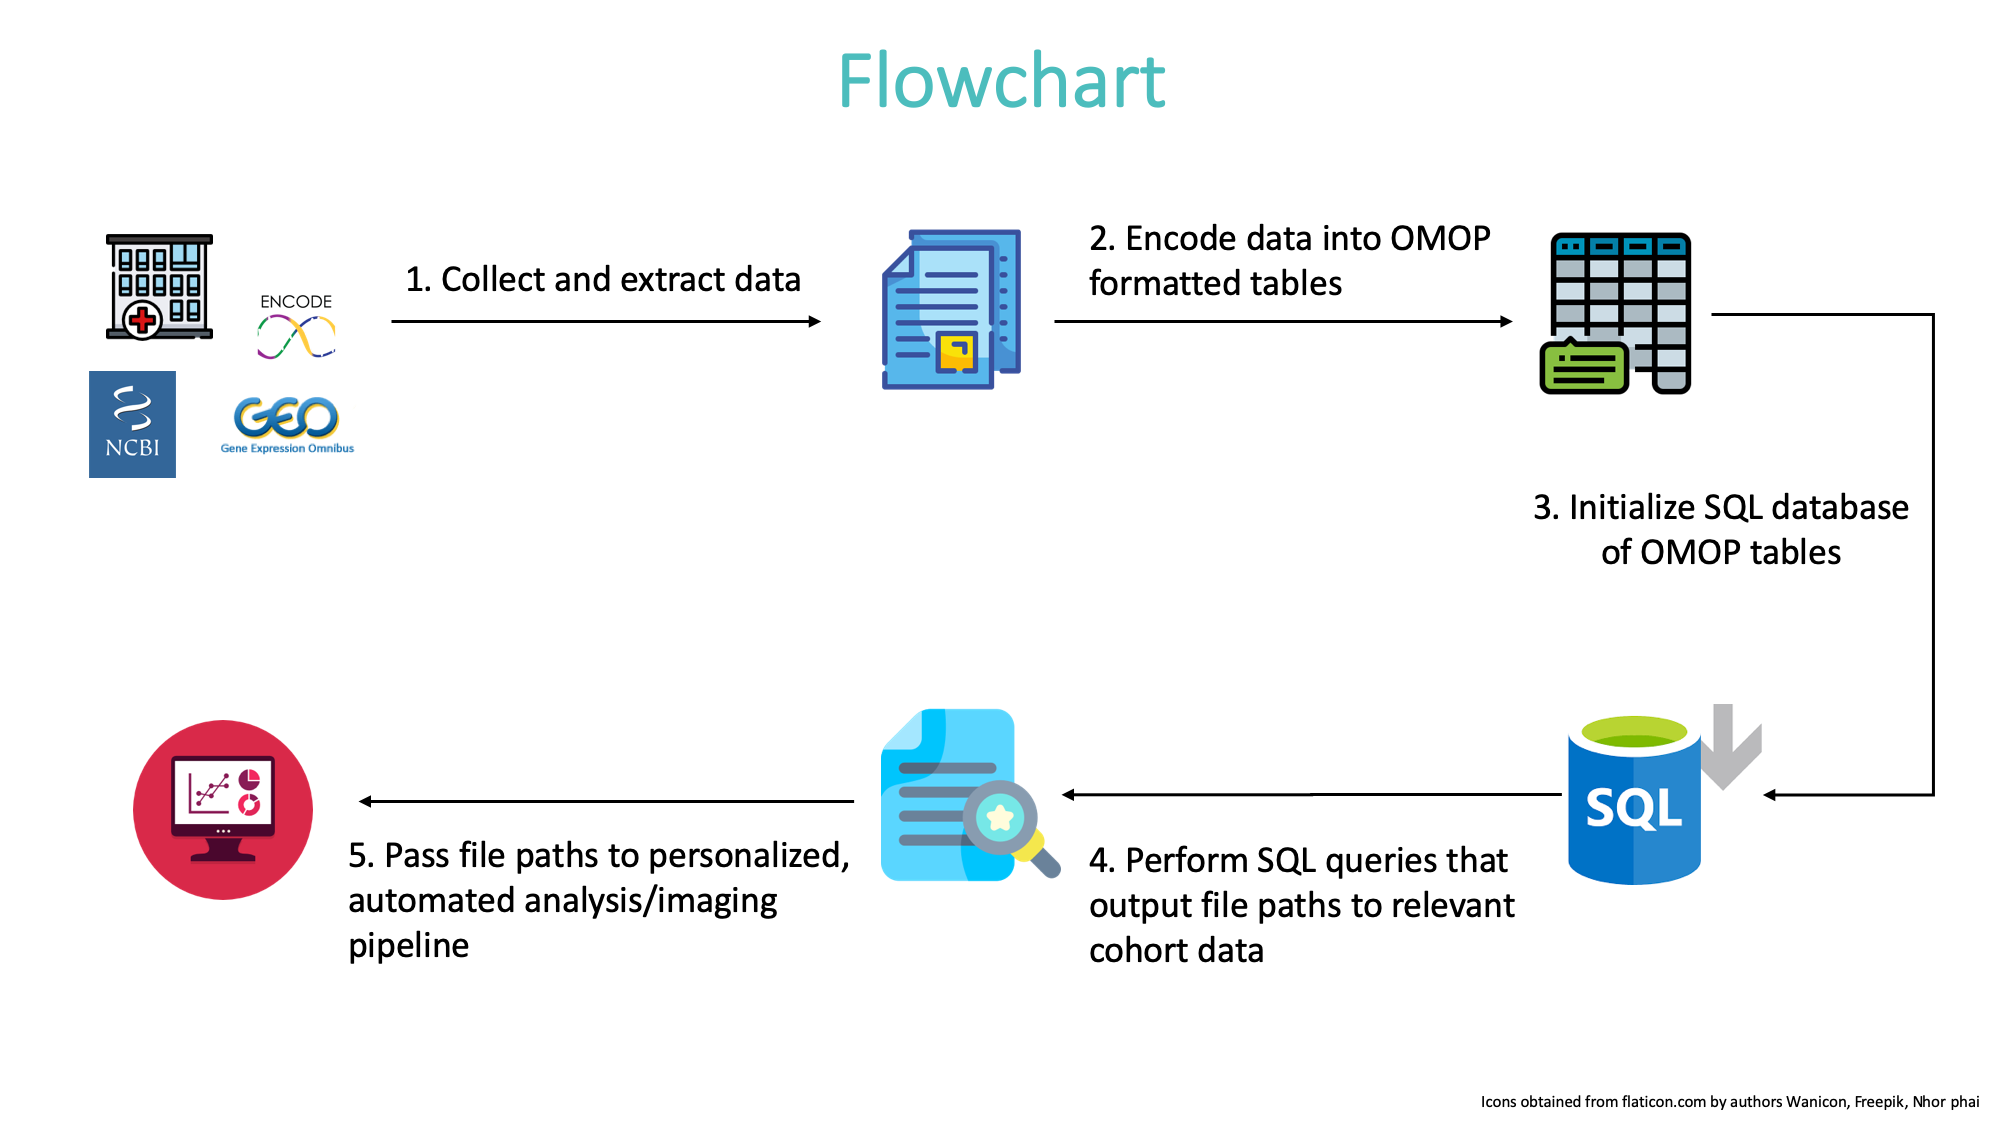 Flowchart
ENCODE
NCBI
GEO
Gene Expression Omnibus
1. Collect and extract data
2. Encode data into OMOP
formatted tables
3. Initialize SQL database
of OMOP tables
SQL
4. Perform SQL queries that
output file paths to relevant
cohort data
5. Pass file paths to personalized,
automated analysis/imaging
pipeline
Icons obtained from flaticon.com by authors Wanicon, Freepik, Nhor phai